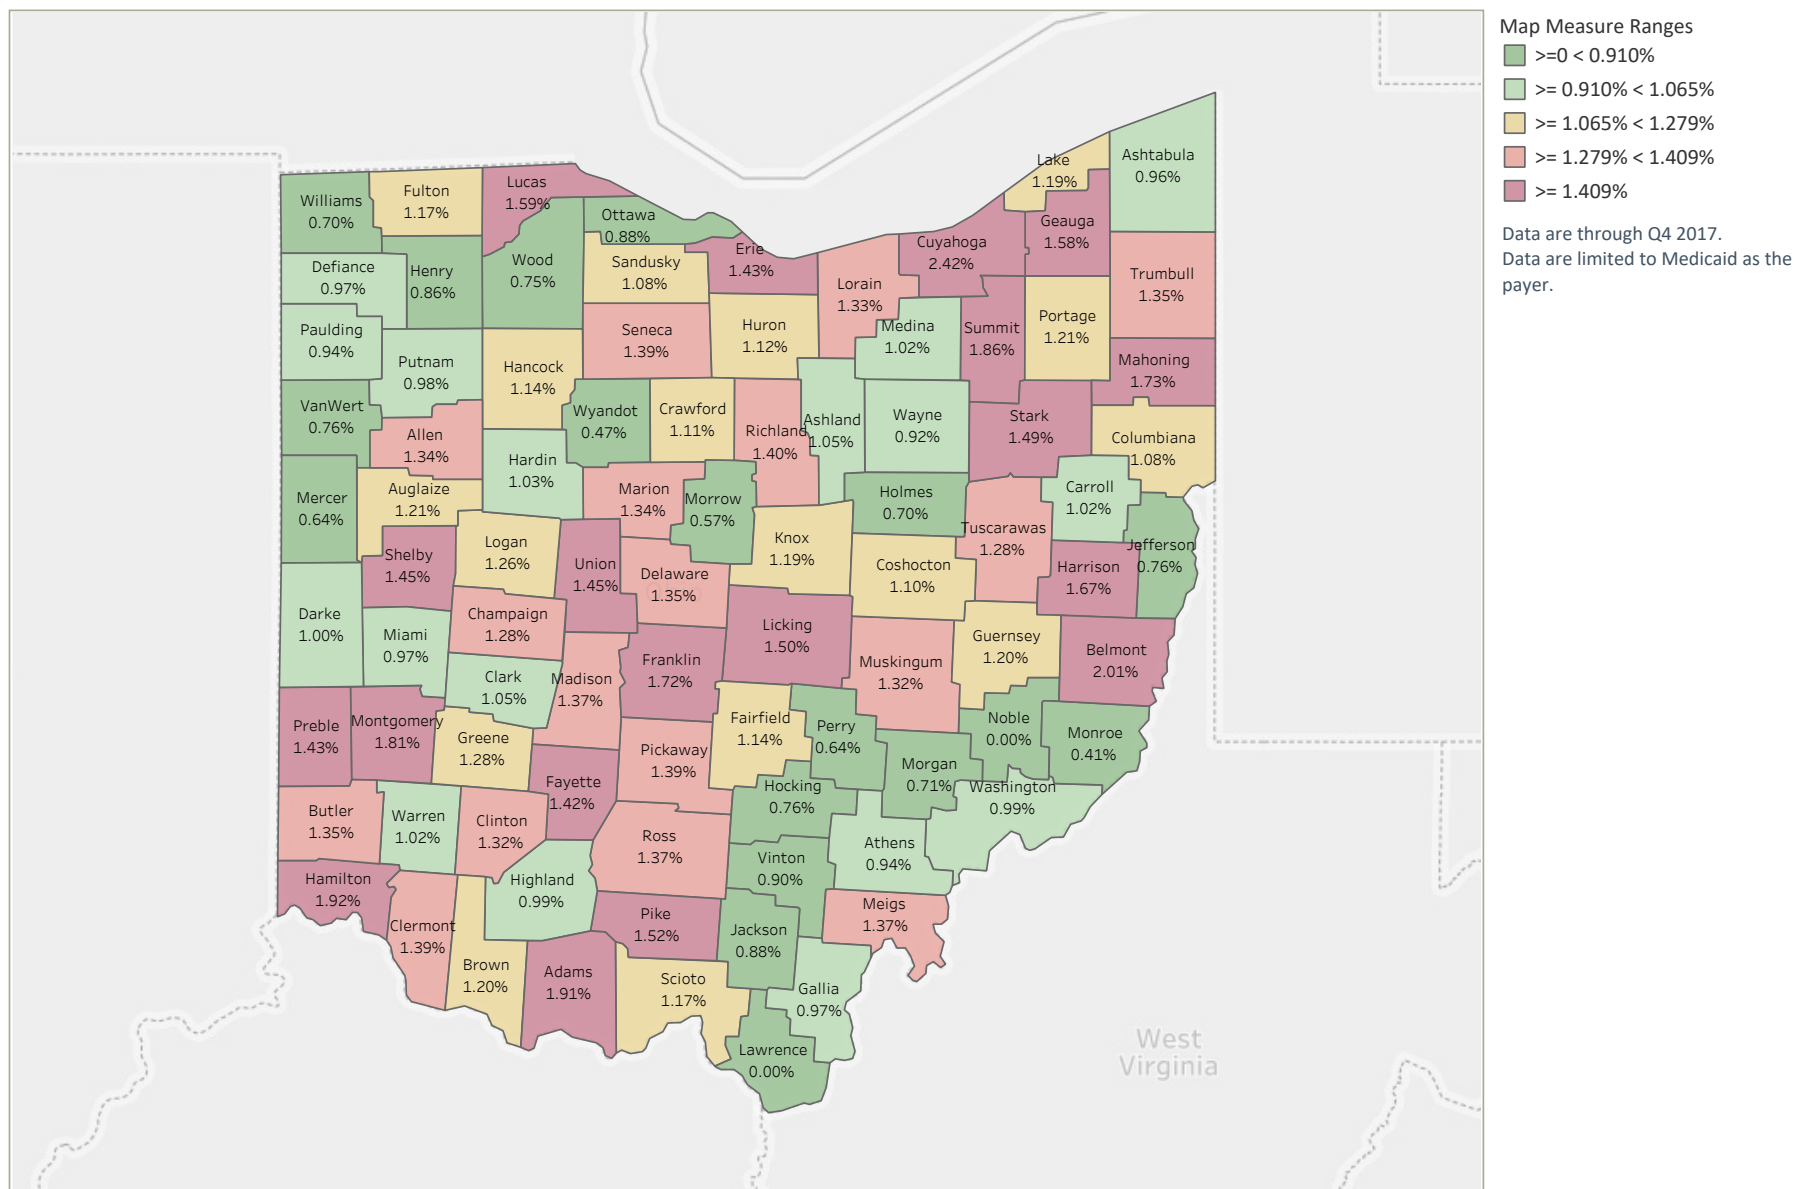 Map Measure Ranges
>=0 < 0.910%
>= 0.910% < 1.065%
>= 1.065% < 1.279%
>= 1.279% < 1.409%
>= 1.409%
Data are through Q4 2017.
Data are limited to Medicaid as the
payer.
Williams
0.70%
Fulton
1.17%
Lucas
1.59%
Ottawa
0.88%
Wood
0.75%
Defiance
0.97%
Henry
0.86%
Sandusky
1.08%
Erie
1.43%
Lorain
1.33%
Cuyahoga
2.42%
Lake
1.19%
Geauga
1.58%
Ashtabula
0.96%
Trumbull
1.35%
Paulding
0.94%
Putnam
0.98%
Hancock
1.14%
Seneca
1.39%
Huron
1.12%
Medina
1.02%
Summit
1.86%
Portage
1.21%
Mahoning
1.73%
VanWert
0.76%
Allen
1.34%
Wyandot
0.47%
Crawford
1.11%
Richland
1.40%
Ashland
1.05%
Wayne
0.92%
Stark
1.49%
Columbiana
1.08%
Mercer
0.64%
Auglaize
1.21%
Hardin
1.03%
Marion
1.34%
Morrow
0.57%
Holmes
0.70%
Tuscarawas
1.28%
Carroll
1.02%
Jefferson
0.76%
Shelby
1.45%
Logan
1.26%
Union
1.45%
Delaware
1.35%
Knox
1.19%
Coshocton
1.10%
Harrison
1.67%
Darke
1.00%
Miami
0.97%
Champaign
1.28%
Clark
1.05%
Madison
1.37%
Franklin
1.72%
Licking
1.50%
Muskingum
1.32%
Guernsey
1.20%
Belmont
2.01%
Preble
1.43%
Montgomery
1.81%
Greene
1.28%
Fayette
1.42%
Pickaway
1.39%
Fairfield
1.14%
Perry
0.64%
Morgan
0.71%
Noble
0.00%
Monroe
0.41%
Washington
0.99%
Butler
1.35%
Warren
1.02%
Clinton
1.32%
Ross
1.37%
Hocking
0.76%
Vinton
0.90%
Athens
0.94%
Hamilton
1.92%
Clermont
1.39%
Highland
0.99%
Pike
1.52%
Jackson
0.88%
Meigs
1.37%
Brown
1.20%
Adams
1.91%
Scioto
1.17%
Gallia
0.97%
Lawrence
0.00%
West
Virginia